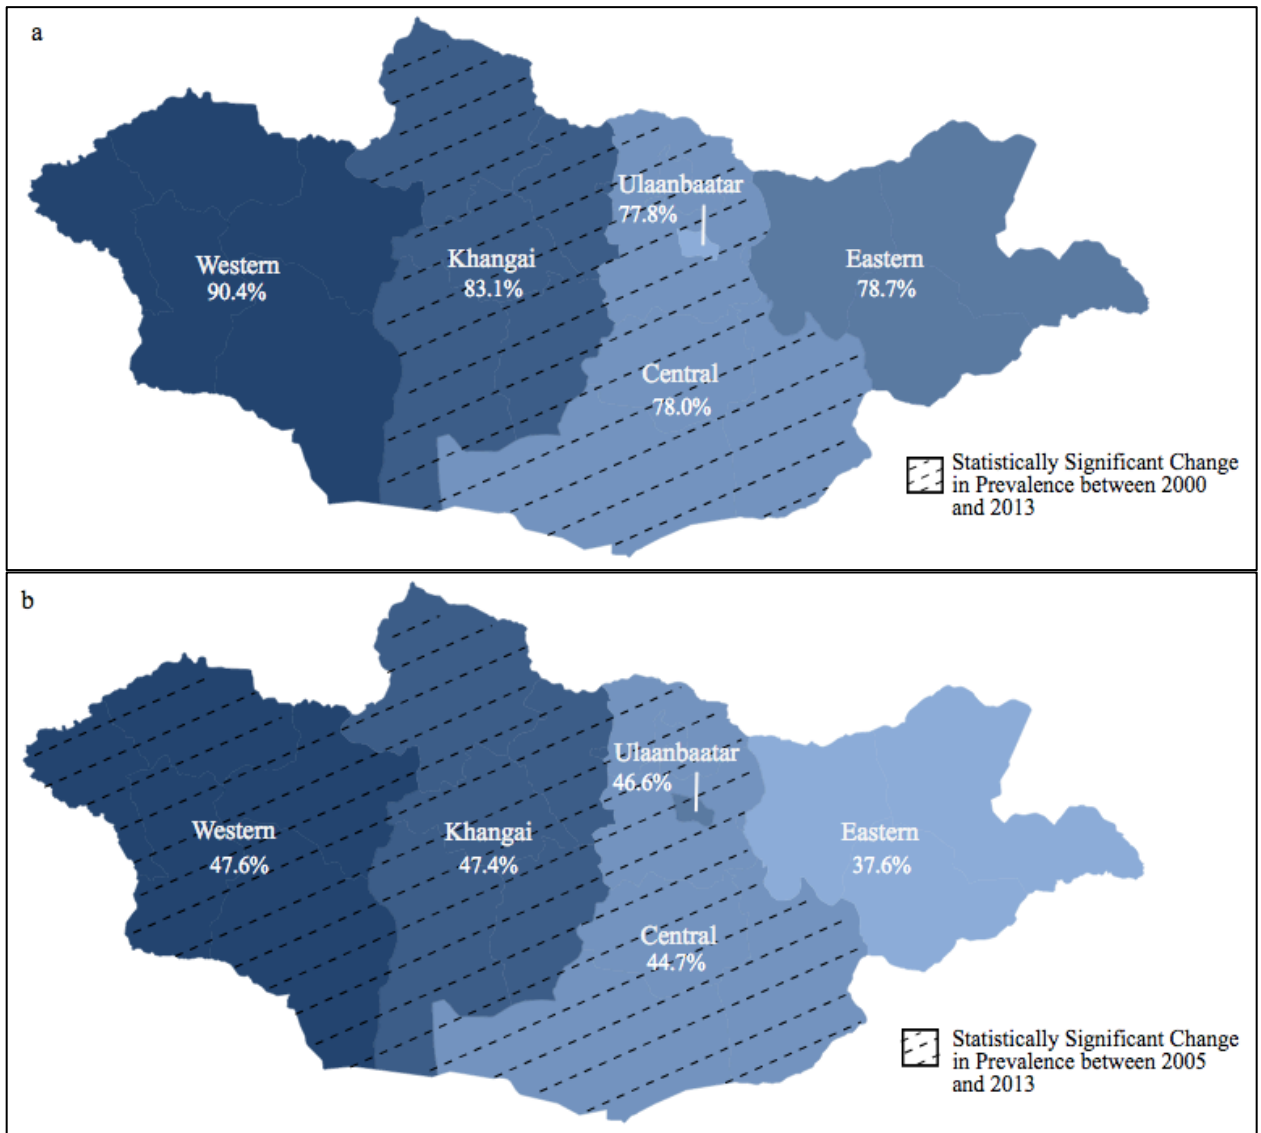 a
Ulaanbaatar
77.8%
Western
90.4%
Khangai
83.1%
Eastern
78.7%
Central
78.0%
Statistically Significant Change
in Prevalence between 2000
and 2013
b
Ulaanbaatar
46.6%
Western
47.6%
Khangai
47.4%
Eastern
37.6%
Central
44.7%
Statistically Significant Change
in Prevalence between 2005
and 2013